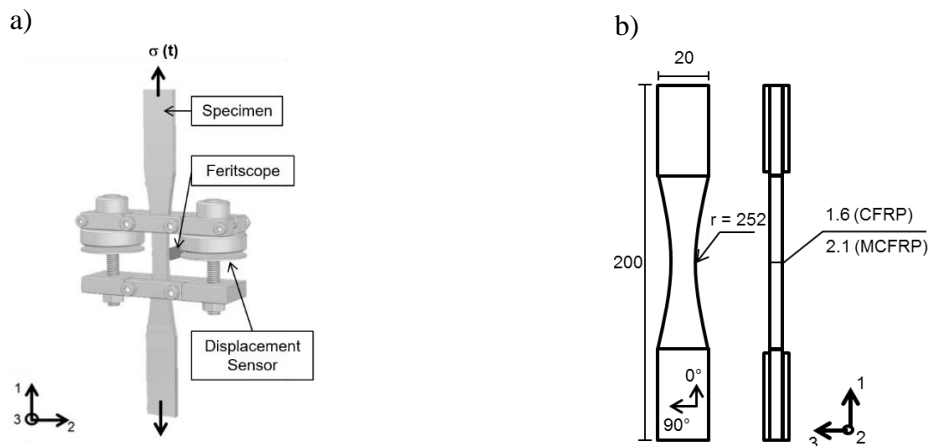 a)
σ (t)
Specimen
Feritscope
Displacement
Sensor
1
3
2
b)
20
200
r = 252
1.6 (CFRP)
2.1 (MCFRP)
0°
90°
1
3
2